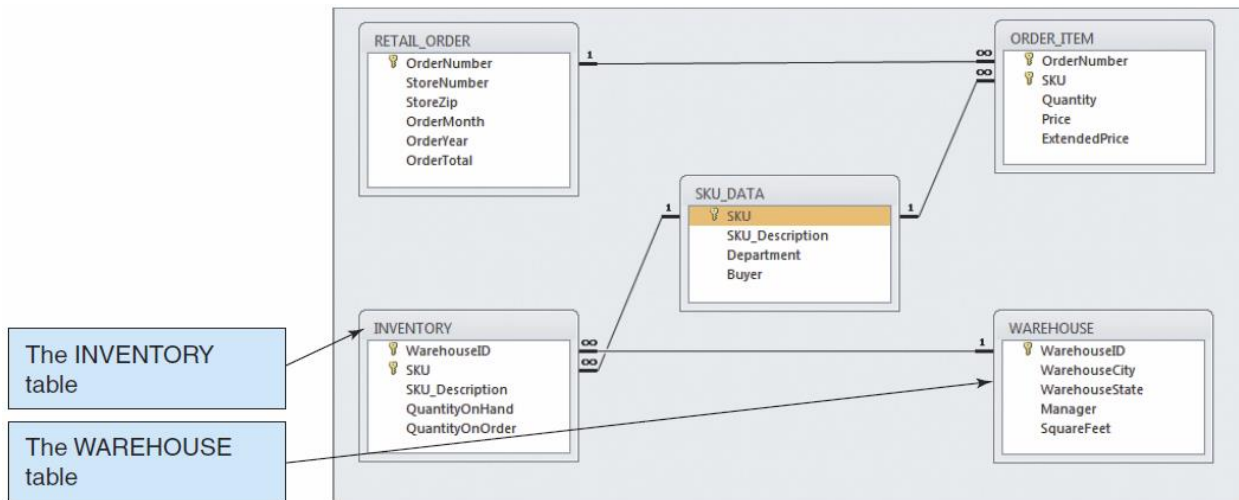 RETAIL_ORDER
OrderNumber
StoreNumber
StoreZip
OrderMonth
OrderYear
OrderTotal
1
∞
∞
ORDER_ITEM
OrderNumber
SKU
Quantity
Price
ExtendedPrice
SKU_DATA
SKU
SKU_Description
Department
Buyer
1
1
The INVENTORY
table
The WAREHOUSE
table
INVENTORY
WarehouseID
SKU
SKU_Description
QuantityOnHand
QuantityOnOrder
∞
∞
1
WAREHOUSE
WarehouseID
WarehouseCity
WarehouseState
Manager
SquareFeet